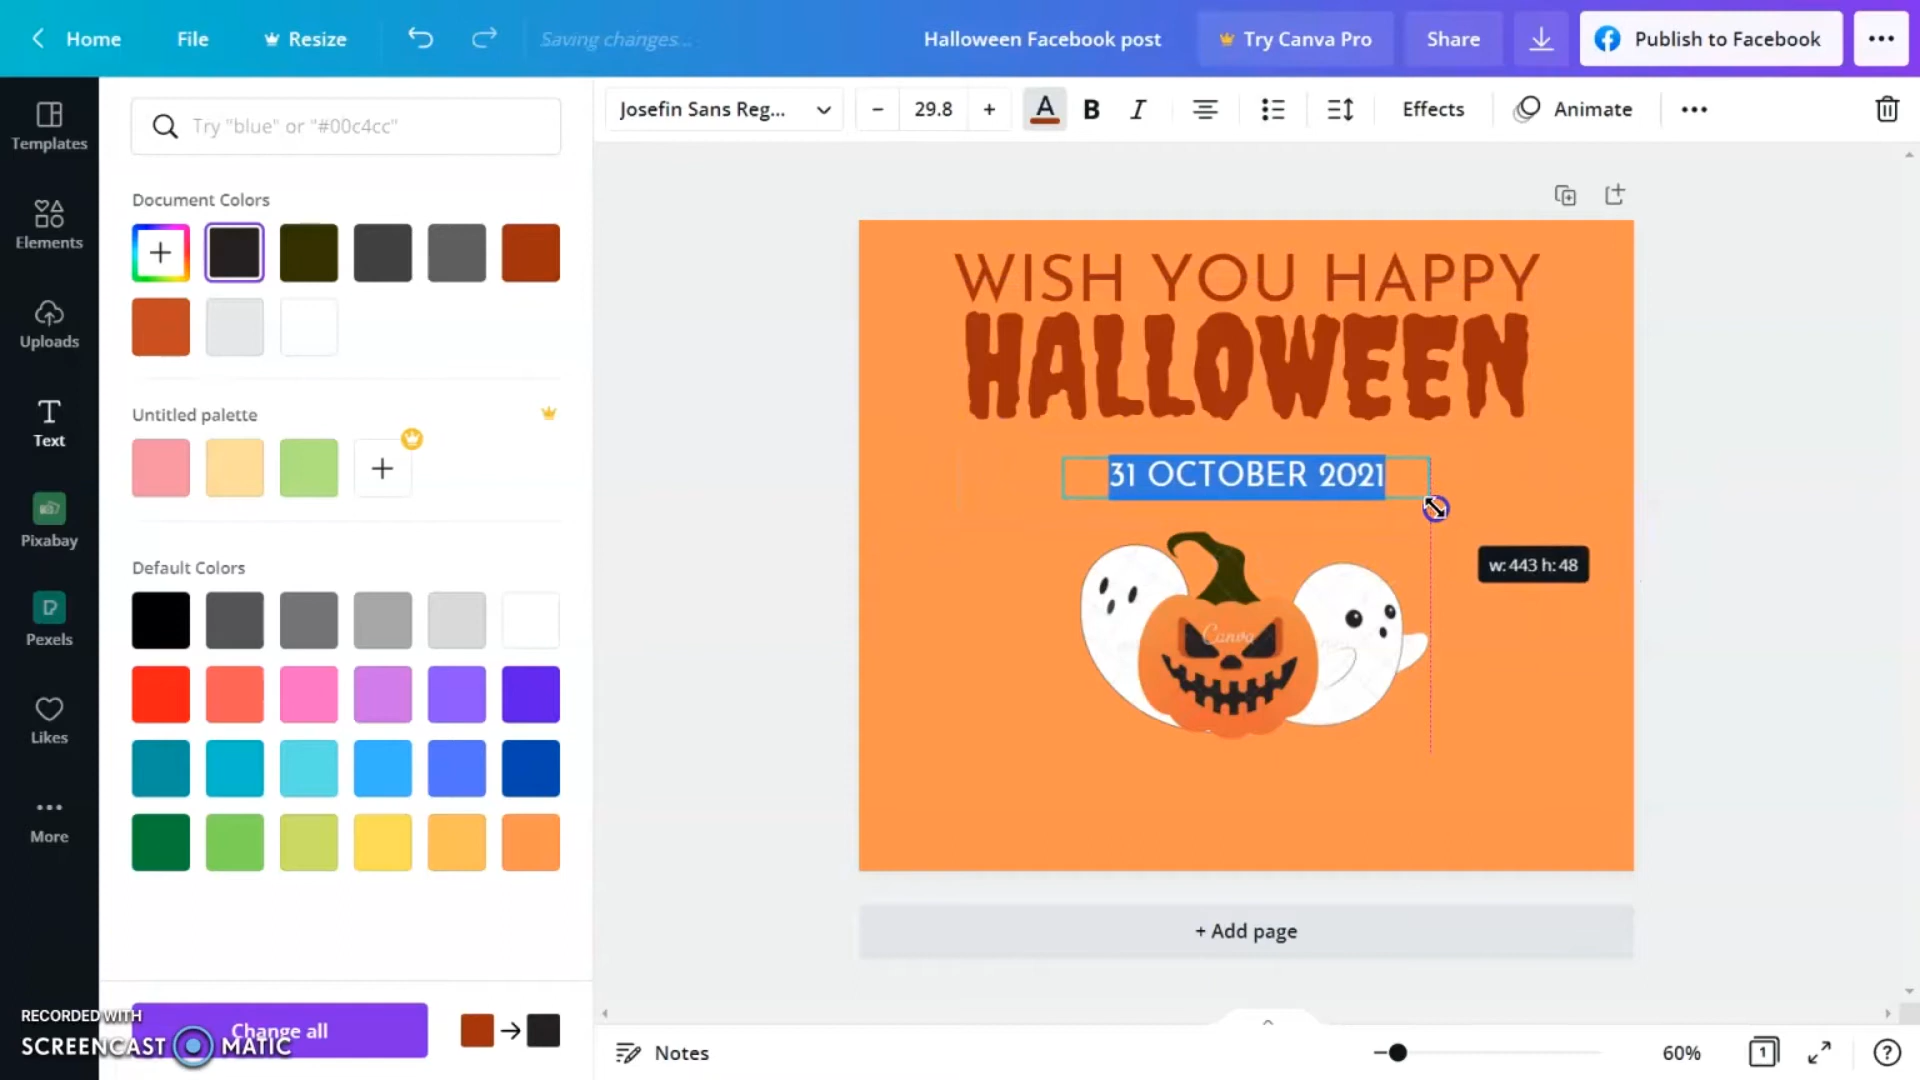 Home
File
Resize
Saving changes...
Halloween Facebook post
Try Canva Pro
Share
Publish to Facebook
Templates
Elements
Uploads
Text
Pixabay
Pexels
Likes
More
Try "blue" or "#00c4cc"
Document Colors
Untitled palette
Default Colors
Change all
RECORDED WITH
SCREENCAST MATIC
Josefin Sans Reg...
29.8
A
B
I
Effects
Animate
WISH YOU HAPPY
HALLOWEEN
31 OCTOBER 2021
w: 443 h: 48
Canva
+ Add page
Notes
60%
1
?